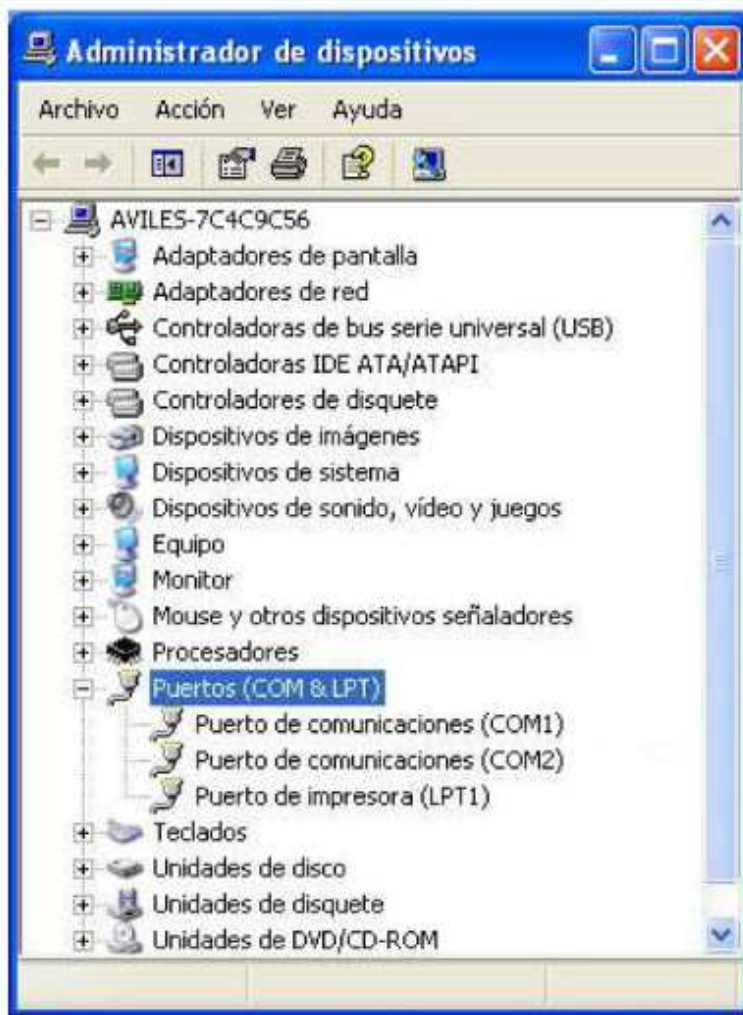 Administrador de dispositivos
Archivo Acción Ver Ayuda
AVILES-7C4C9C56
Adaptadores de pantalla
Adaptadores de red
Controladoras de bus serie universal (USB)
Controladoras IDE ATA/ATAPI
Controladores de disquete
Dispositivos de imágenes
Dispositivos de sistema
Dispositivos de sonido, vídeo y juegos
Equipo
Monitor
Mouse y otros dispositivos señaladores
Procesadores
Puertos (COM & LPT)
Puerto de comunicaciones (COM1)
Puerto de comunicaciones (COM2)
Puerto de impresora (LPT1)
Teclados
Unidades de disco
Unidades de disquete
Unidades de DVD/CD-ROM